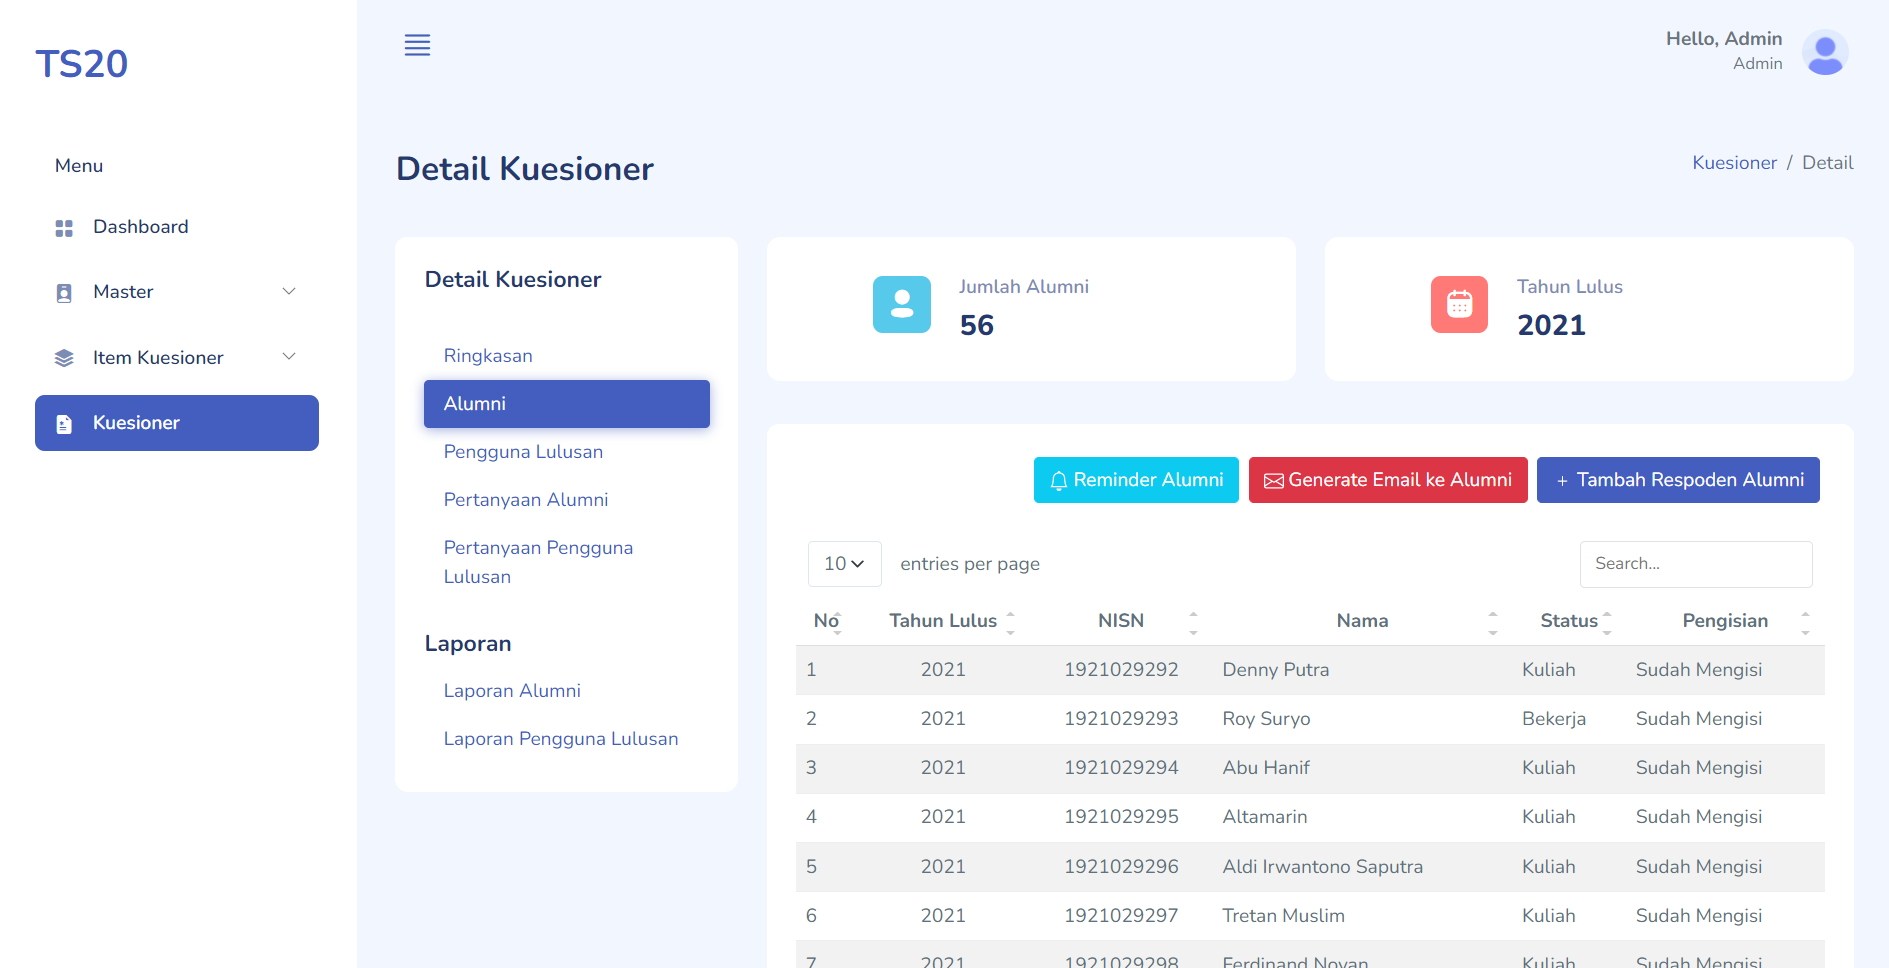 TS20
Menu
Dashboard
Master
Item Kuesioner
Kuesioner
Hello, Admin
Admin
Detail Kuesioner
Kuesioner / Detail
Detail Kuesioner
Ringkasan
Alumni
Pengguna Lulusan
Pertanyaan Alumni
Pertanyaan Pengguna
Lulusan
Laporan
Laporan Alumni
Laporan Pengguna Lulusan
Jumlah Alumni
56
Tahun Lulus
2021
Reminder Alumni
Generate Email ke Alumni
+ Tambah Respoden Alumni
10 entries per page
Search...
No Tahun Lulus NISN Nama Status Pengisian
1 2021 1921029292 Denny Putra Kuliah Sudah Mengisi
2 2021 1921029293 Roy Suryo Bekerja Sudah Mengisi
3 2021 1921029294 Abu Hanif Kuliah Sudah Mengisi
4 2021 1921029295 Altamarin Kuliah Sudah Mengisi
5 2021 1921029296 Aldi Irwantono Saputra Kuliah Sudah Mengisi
6 2021 1921029297 Tretan Muslim Kuliah Sudah Mengisi
7 2021 1921029298 Ferdinand Novan Kuliah Sudah Mengisi